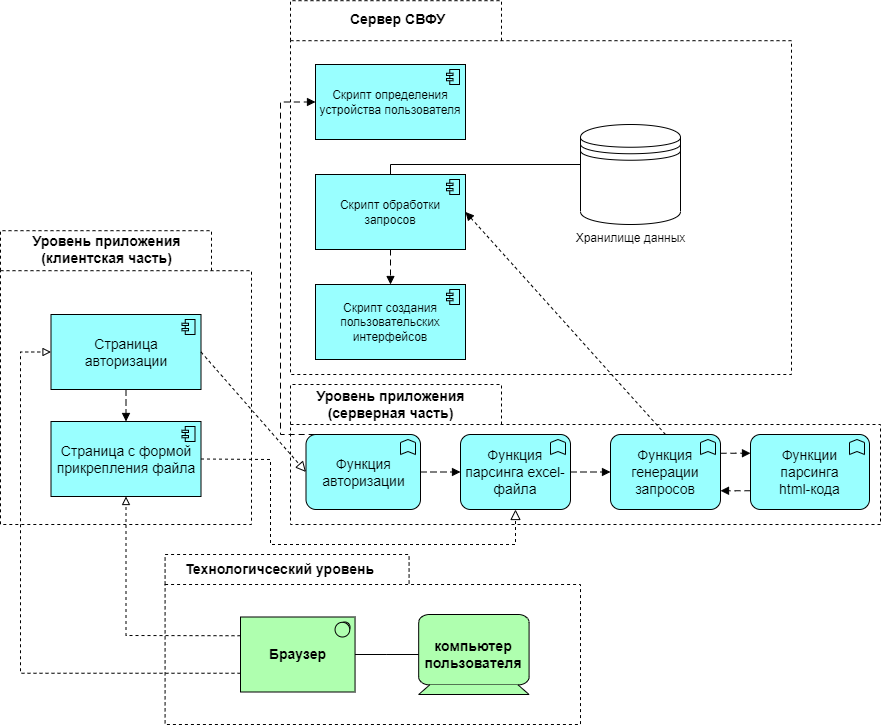 Сервер СВФУ
Скрипт определения
устройства пользователя
Скрипт обработки
запросов
Хранилище данных
Скрипт создания
пользовательских
интерфейсов
Уровень приложения
(клиентская часть)
Страница
авторизации
Страница с формой
прикрепления файла
Уровень приложения
(серверная часть)
Функция
авторизации
Функция
парсинга excel-
файла
Функция
генерации
запросов
Функции
парсинга
html-кода
Технологичсеский уровень
Браузер
компьютер
пользователя